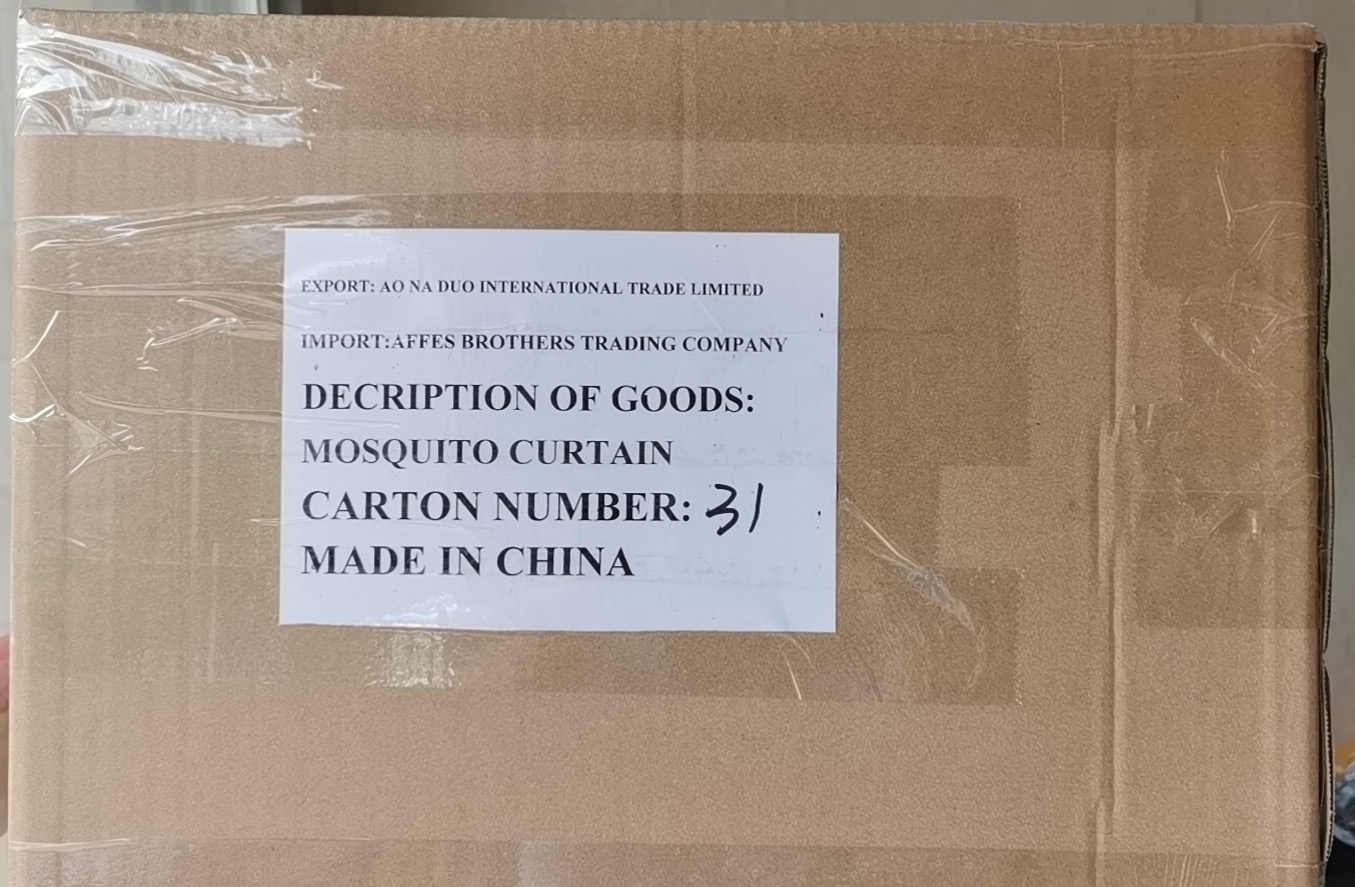 EXPORT: AO NA DUO INTERNATIONAL TRADE LIMITED
IMPORT:AFFES BROTHERS TRADING COMPANY
DECRIPTION OF GOODS:
MOSQUITO CURTAIN
CARTON NUMBER: 31
MADE IN CHINA